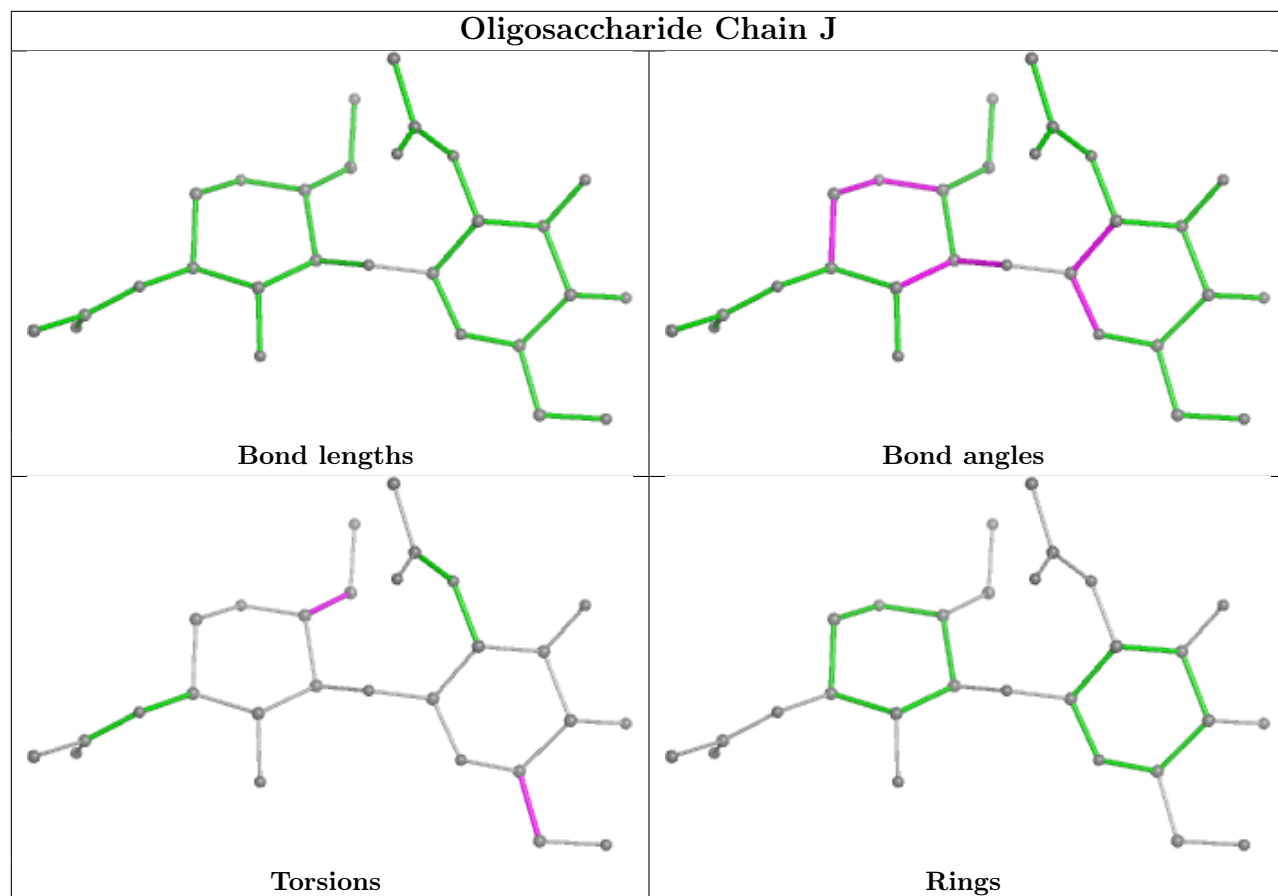 Oligosaccharide Chain J
Bond lengths
Bond angles
Torsions
Rings